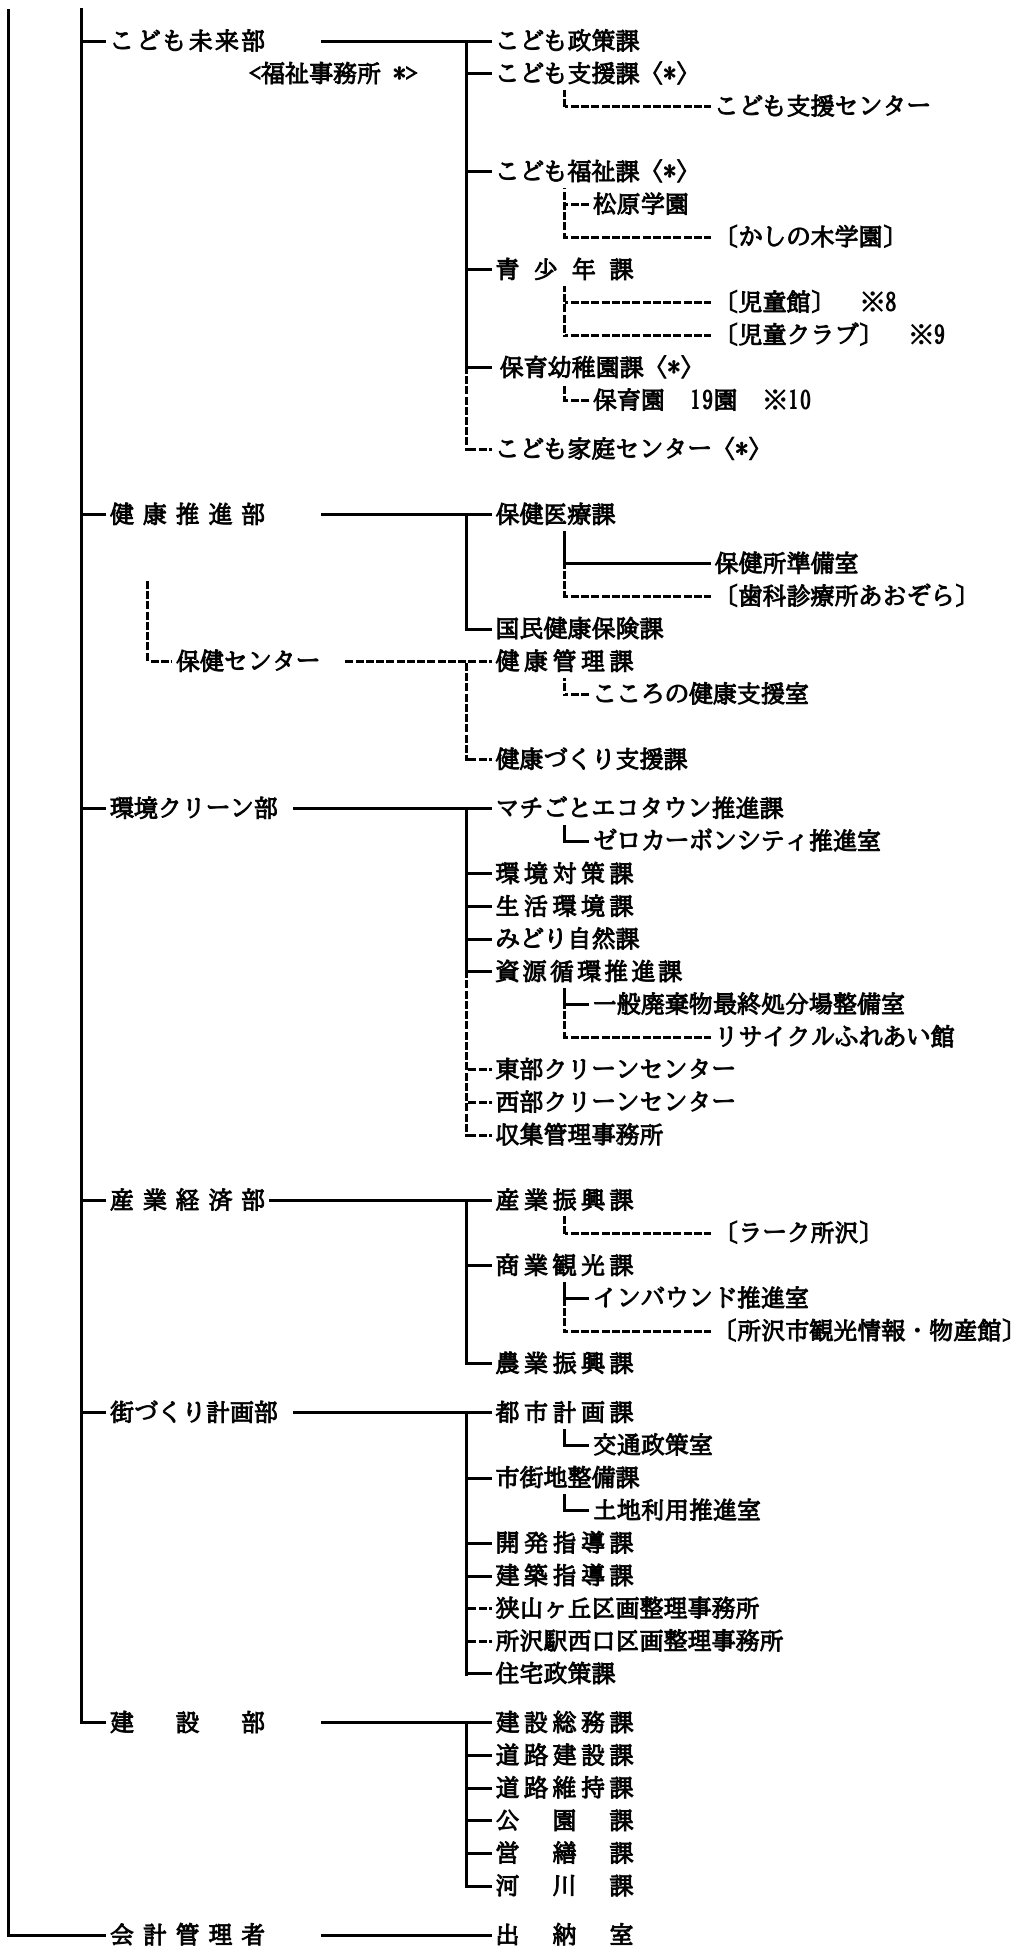 こども未来部 こども政策課
<福祉事務所 *> こども支援課〈*〉
こども支援センター
こども福祉課〈*〉
松原学園
〔かしの木学園〕
青少年課
〔児童館〕 ※8
〔児童クラブ〕 ※9
保育幼稚園課〈*〉
保育園 19園 ※10
こども家庭センター〈*〉
健康推進部 保健医療課
保健所準備室
〔歯科診療所あおぞら〕
国民健康保険課
保健センター 健康管理課
こころの健康支援室
健康づくり支援課
環境クリーン部 マチごとエコタウン推進課
ゼロカーボンシティ推進室
環境対策課
生活環境課
みどり自然課
資源循環推進課
一般廃棄物最終処分場整備室
リサイクルふれあい館
東部クリーンセンター
西部クリーンセンター
収集管理事務所
産業経済部 産業振興課
〔ラーク所沢〕
商業観光課
インバウンド推進室
〔所沢市観光情報・物産館〕
農業振興課
街づくり計画部 都市計画課
交通政策室
市街地整備課
土地利用推進室
開発指導課
建築指導課
狭山ヶ丘区画整理事務所
所沢駅西口区画整理事務所
住宅政策課
建設部 建設総務課
道路建設課
道路維持課
公園課
営繕課
河川課
会計管理者 出納室